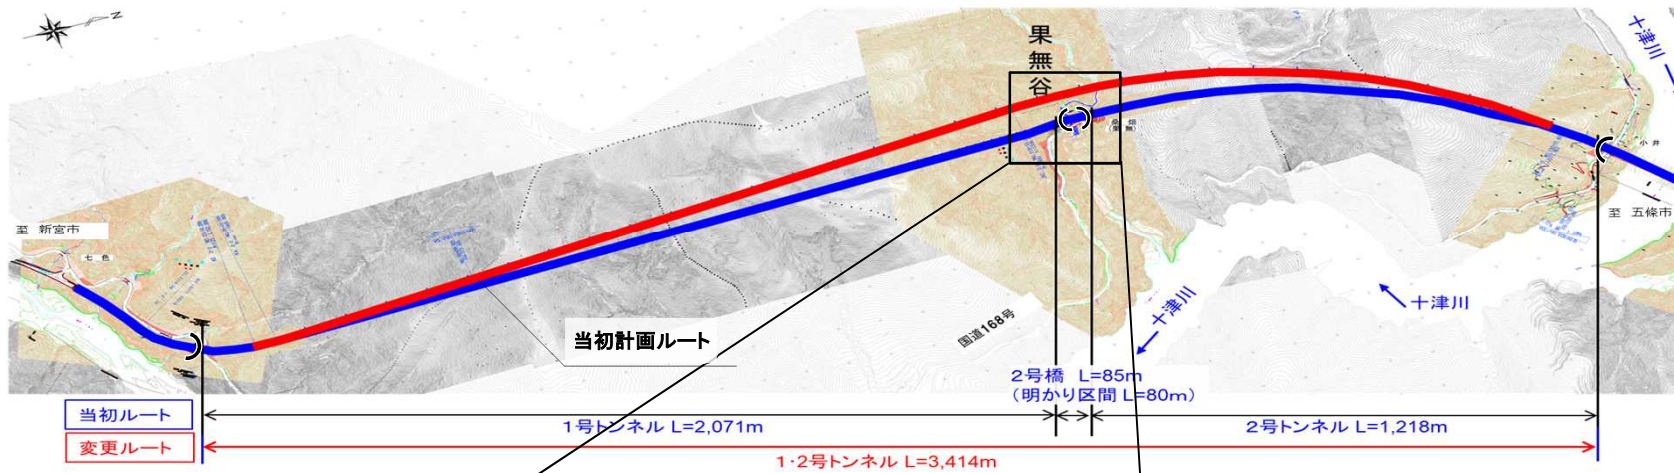 N
果無谷
十津川
桑畑
(果無)
小井
至 新宮市
七色
至 五條市
十津川
十津川
国道168号
当初計画ルート
2号橋 L=85m
(明かり区間 L=80m)
当初ルート
1号トンネル L=2,071m
2号トンネル L=1,218m
変更ルート
1・2号トンネル L=3,414m